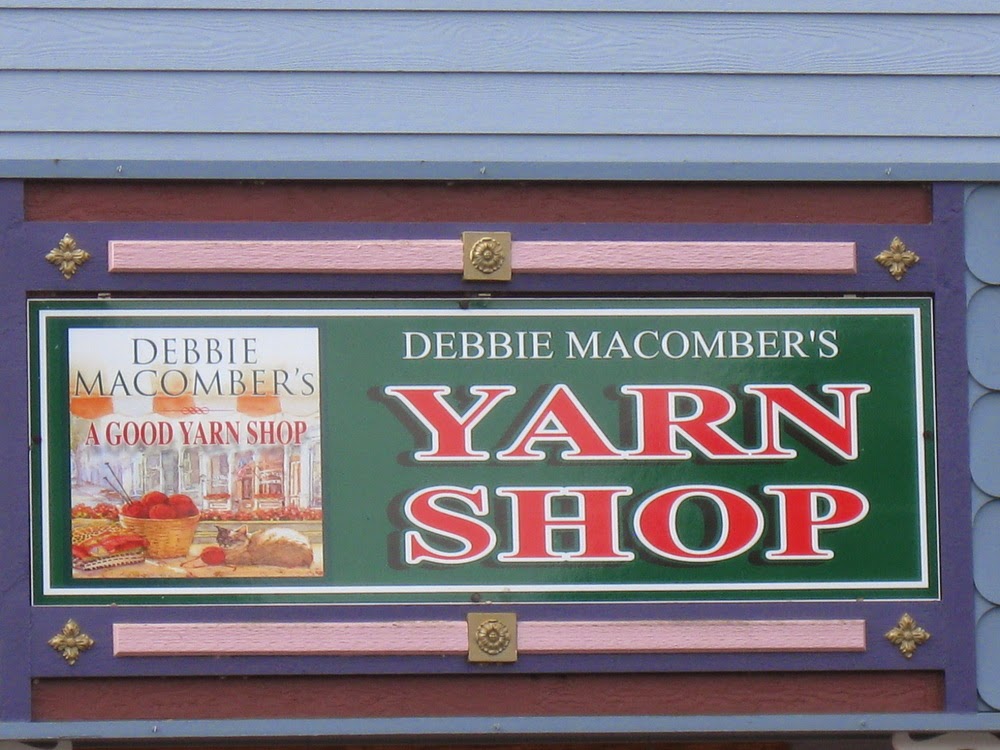 DEBBIE
MACOMBER'S
A GOOD YARN SHOP
DEBBIE MACOMBER'S
YARN
SHOP